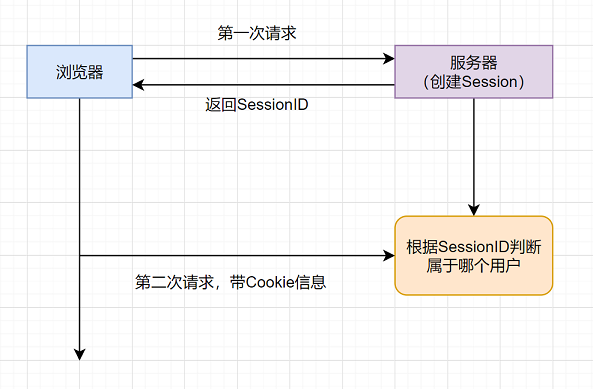 第一次请求
浏览器
服务器
（创建Session）
返回SessionID
根据SessionID判断
属于哪个用户
第二次请求，带Cookie信息